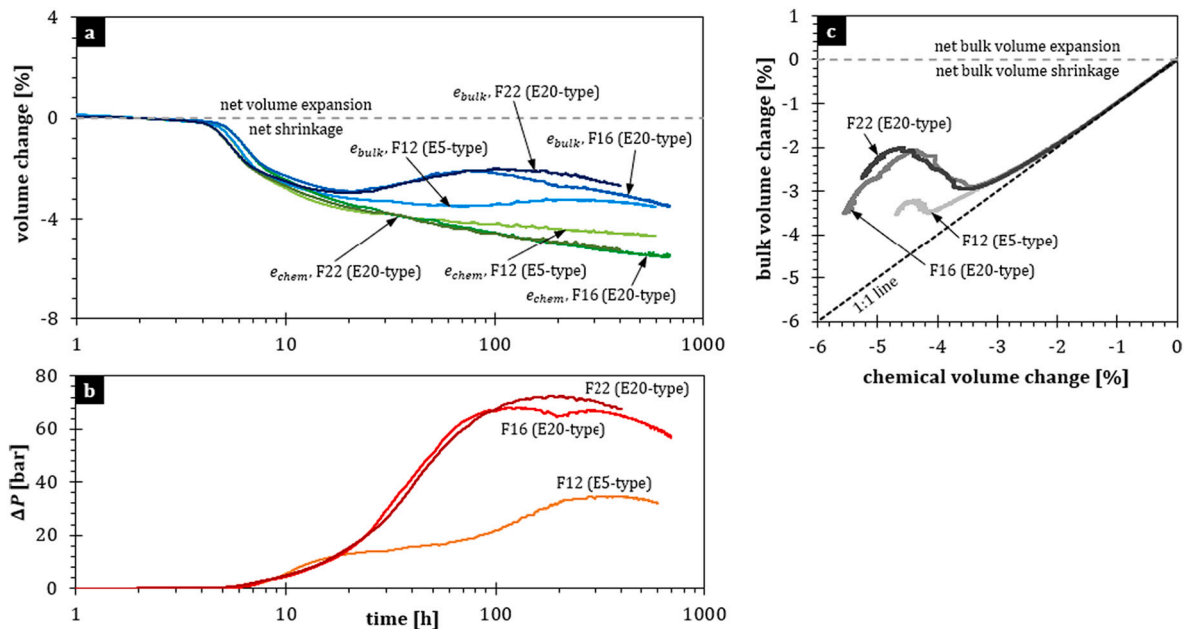 a
4
0
-4
-8
volume change [%]
net volume expansion
net shrinkage
e_bulk, F22 (E20-type)
e_bulk, F12 (E5-type)
e_bulk, F16 (E20-type)
e_chem, F22 (E20-type)
e_chem, F12 (E5-type)
e_chem, F16 (E20-type)
1
10
100
1000
b
80
60
40
20
0
ΔP [bar]
F22 (E20-type)
F16 (E20-type)
F12 (E5-type)
1
10
100
1000
time [h]
c
1
0
-1
-2
-3
-4
-5
-6
bulk volume change [%]
net bulk volume expansion
net bulk volume shrinkage
F22 (E20-type)
F12 (E5-type)
F16 (E20-type)
1:1 line
-6
-5
-4
-3
-2
-1
0
chemical volume change [%]